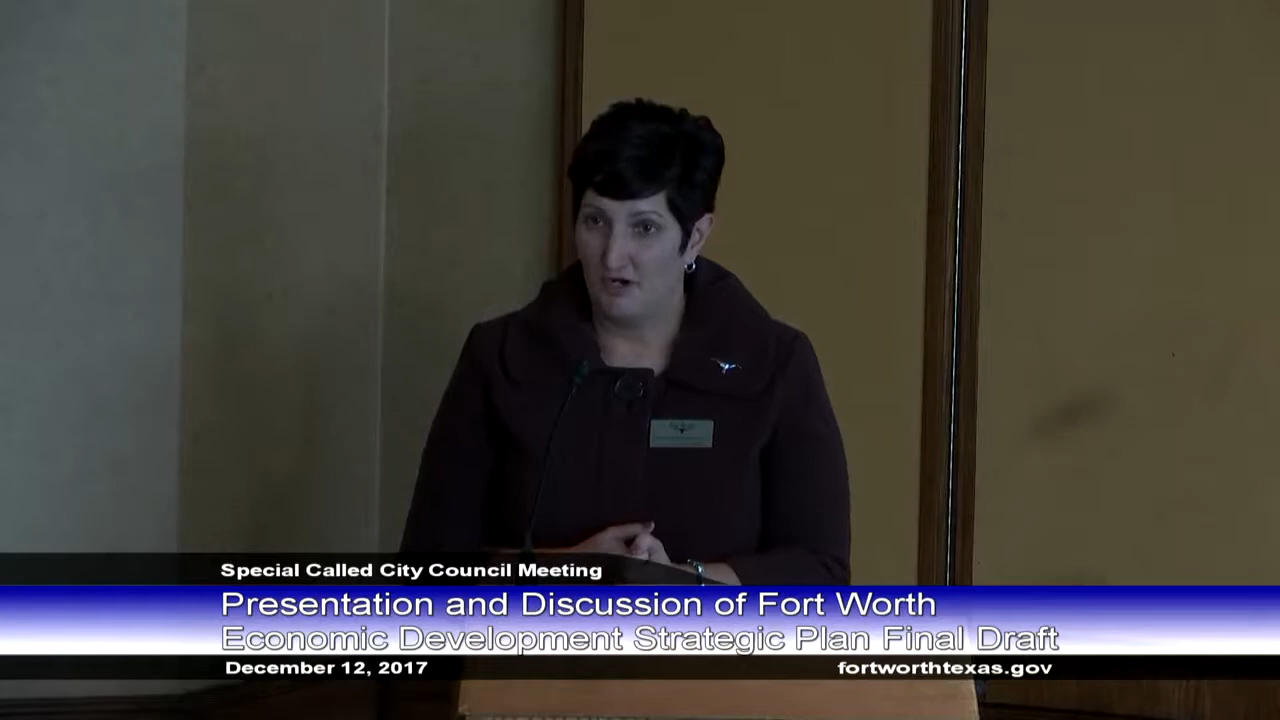 Special Called City Council Meeting
Presentation and Discussion of Fort Worth
Economic Development Strategic Plan Final Draft
December 12, 2017 fortworthtexas.gov